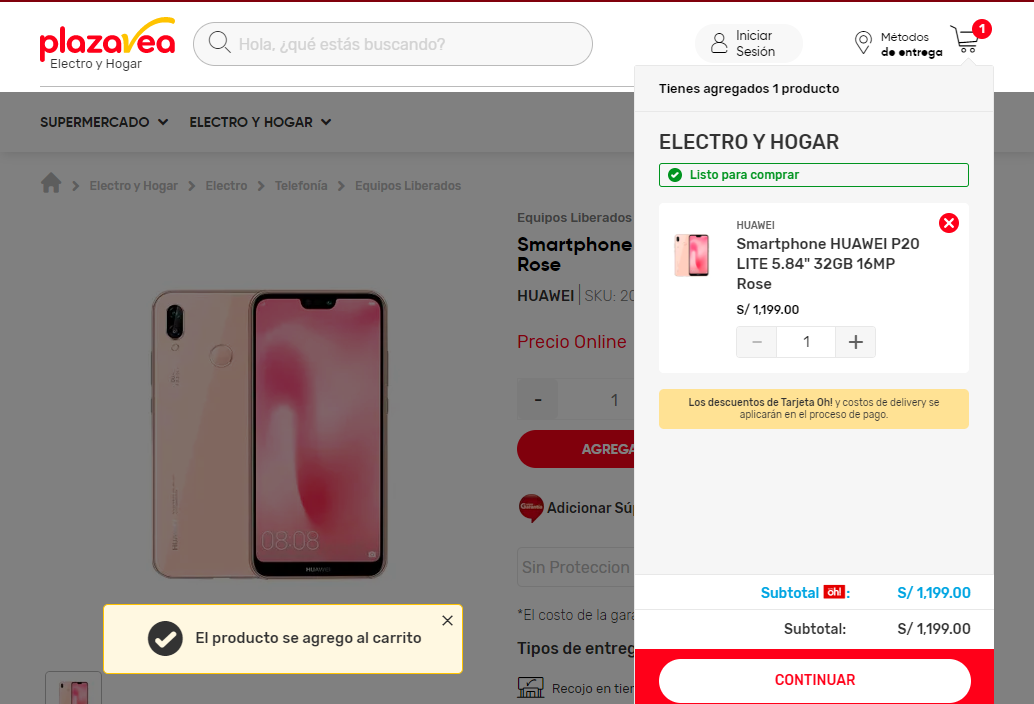 plazavea
Electro y Hogar
Hola, ¿qué estás buscando?
Iniciar
Sesión
Métodos
de entrega
1
SUPERMERCADO
ELECTRO Y HOGAR
Electro y Hogar
Electro
Telefonía
Equipos Liberados
Equipos Liberados
Smartphone
Rose
HUAWEI
SKU: 20
Precio Online
-
1
AGREGA
Adicionar Súp
Sin Proteccion
*El costo de la gara
Tipos de entreg
Recojo en tien
08:08
HUAWEI
El producto se agrego al carrito
Tienes agregados 1 producto
ELECTRO Y HOGAR
Listo para comprar
HUAWEI
Smartphone HUAWEI P20
LITE 5.84" 32GB 16MP
Rose
S/ 1,199.00
− 1 +
Los descuentos de Tarjeta Oh! y costos de delivery se
aplicarán en el proceso de pago.
Subtotal oh!: S/ 1,199.00
Subtotal: S/ 1,199.00
CONTINUAR